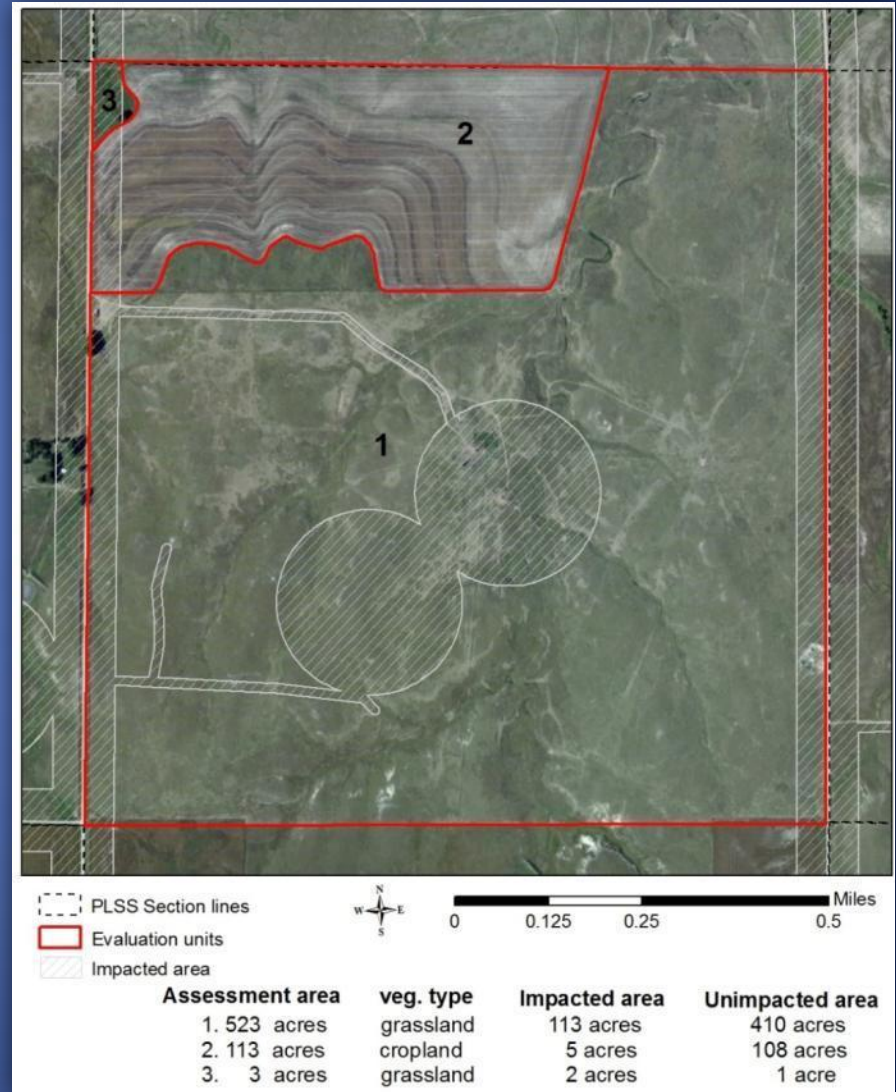 3
2
1
PLSS Section lines
Evaluation units
Impacted area
N
W E
S
Miles
0 0.125 0.25 0.5
Assessment area veg. type Impacted area Unimpacted area
1. 523 acres grassland 113 acres 410 acres
2. 113 acres cropland 5 acres 108 acres
3. 3 acres grassland 2 acres 1 acre